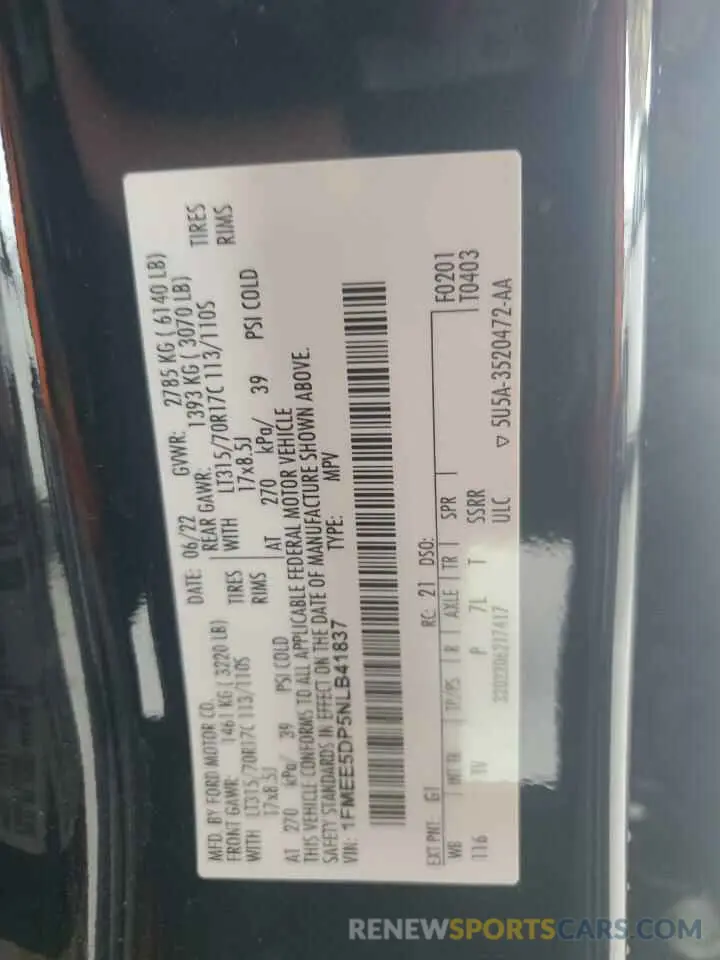 MFD. BY FORD MOTOR CO.
DATE: 06/22 GVWR: 2785 KG ( 6140 LB)
FRONT GAWR: 1461 KG ( 3220 LB)
REAR GAWR: 1393 KG ( 3070 LB)
WITH LT315/70R17C 113/110S TIRES
WITH LT315/70R17C 113/110S TIRES
17x8.5J RIMS
17x8.5J RIMS
AT 270 kPa/ 39 PSI COLD
AT 270 kPa/ 39 PSI COLD
THIS VEHICLE CONFORMS TO ALL APPLICABLE FEDERAL MOTOR VEHICLE
SAFETY STANDARDS IN EFFECT ON THE DATE OF MANUFACTURE SHOWN ABOVE.
VIN: 1FMEE5DP5NLB41837 TYPE: MPV
EXT PNT: G1 RC: 21 DSO: F0201
WB INT TR TP/PS R AXLE TR SPR T0403
116 TV P 7L T SSRR
ULC
3202206217417
▽ 5U5A-3520472-AA
RENEWSPORTSCARS.COM